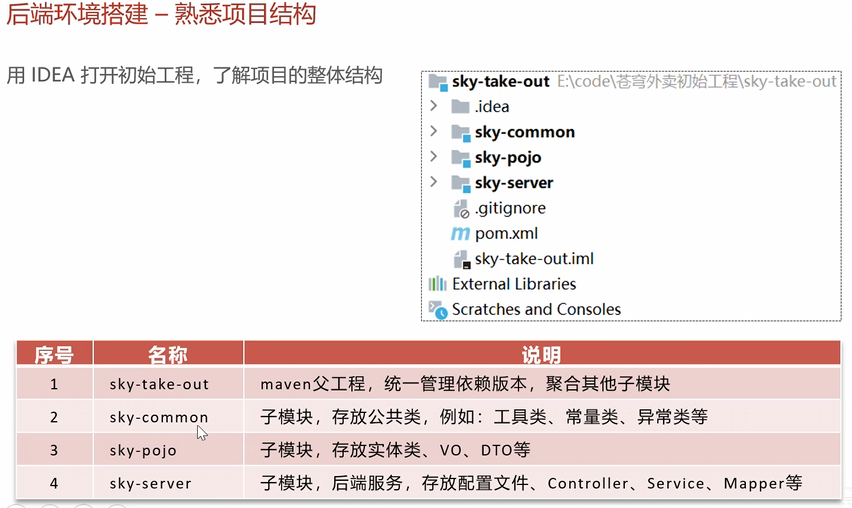 后端环境搭建 – 熟悉项目结构
用 IDEA 打开初始工程，了解项目的整体结构
sky-take-out E:\code\苍穹外卖初始工程\sky-take-out
.idea
sky-common
sky-pojo
sky-server
.gitignore
pom.xml
sky-take-out.iml
External Libraries
Scratches and Consoles
序号 名称 说明
1 sky-take-out maven父工程，统一管理依赖版本，聚合其他子模块
2 sky-common 子模块，存放公共类，例如：工具类、常量类、异常类等
3 sky-pojo 子模块，存放实体类、VO、DTO等
4 sky-server 子模块，后端服务，存放配置文件、Controller、Service、Mapper等